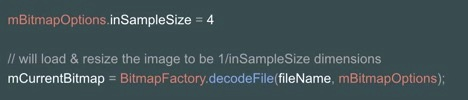 mBitmapOptions.inSampleSize = 4
// will load & resize the image to be 1/inSampleSize dimensions
mCurrentBitmap = BitmapFactory.decodeFile(fileName, mBitmapOptions);